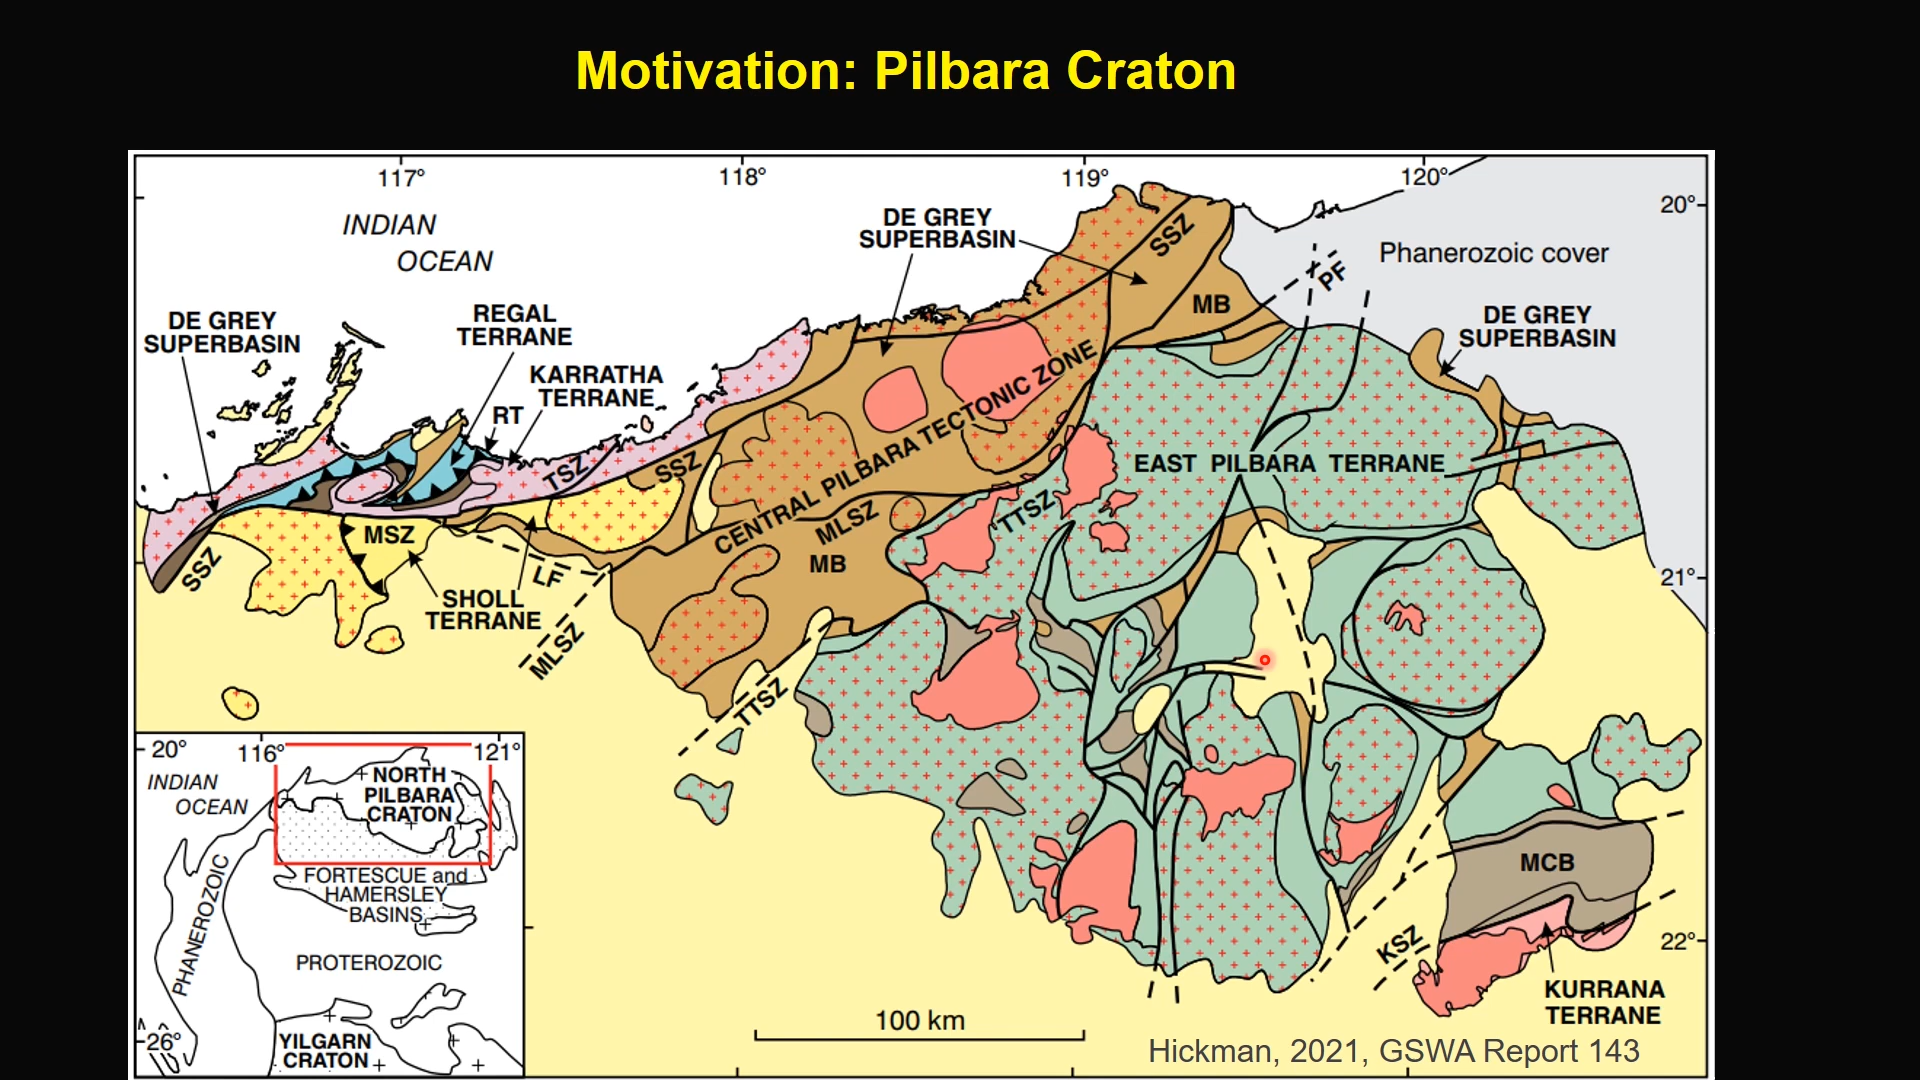 Motivation: Pilbara Craton
117°
118°
119°
120°
20°
INDIAN
OCEAN
DE GREY
SUPERBASIN
SSZ
Phanerozoic cover
PF
MB
DE GREY
SUPERBASIN
REGAL
TERRANE
DE GREY
SUPERBASIN
KARRATHA
TERRANE
RT
TSZ
SSZ
CENTRAL PILBARA TECTONIC ZONE
EAST PILBARA TERRANE
MLSZ
TTSZ
MSZ
MB
SSZ
LF
SHOLL
TERRANE
MLSZ
TTSZ
21°
20°
116°
121°
INDIAN
OCEAN
NORTH
PILBARA
CRATON
FORTESCUE and
HAMERSLEY
BASINS
PHANEROZOIC
PROTEROZOIC
26°
YILGARN
CRATON
MCB
KSZ
22°
KURRANA
TERRANE
100 km
Hickman, 2021, GSWA Report 143